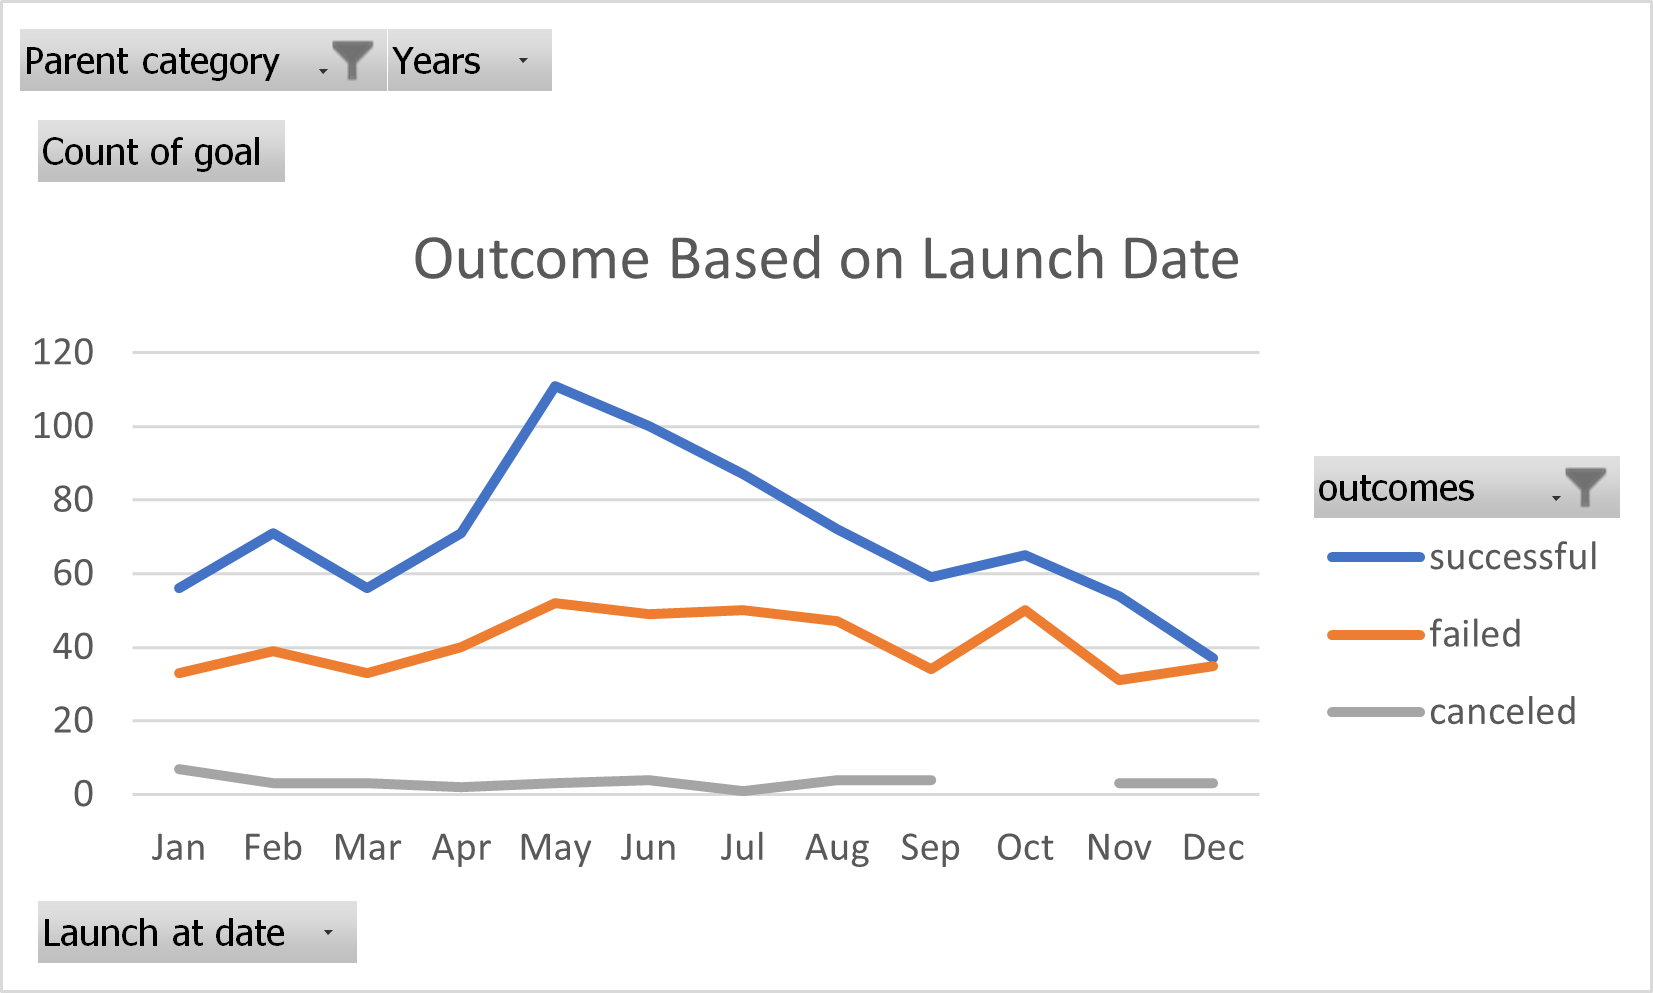 Parent category Years
Count of goal
Outcome Based on Launch Date
120
100
80
60
40
20
0
Jan Feb Mar Apr May Jun Jul Aug Sep Oct Nov Dec
outcomes
successful
failed
canceled
Launch at date